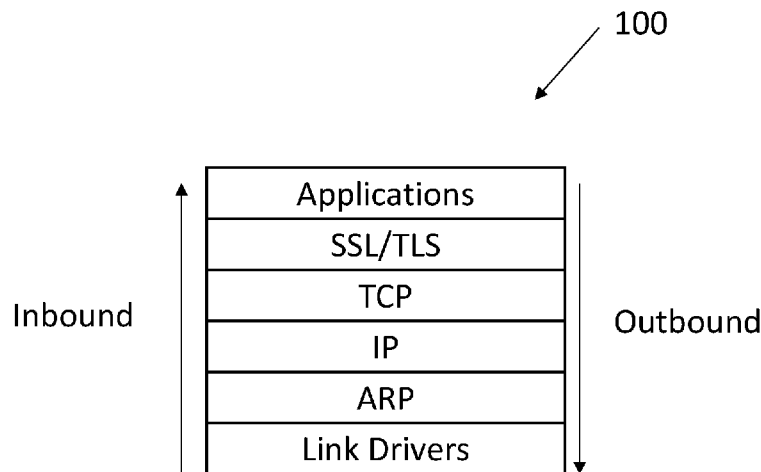 100
Applications
SSL/TLS
TCP
Inbound
Outbound
IP
ARP
Link Drivers